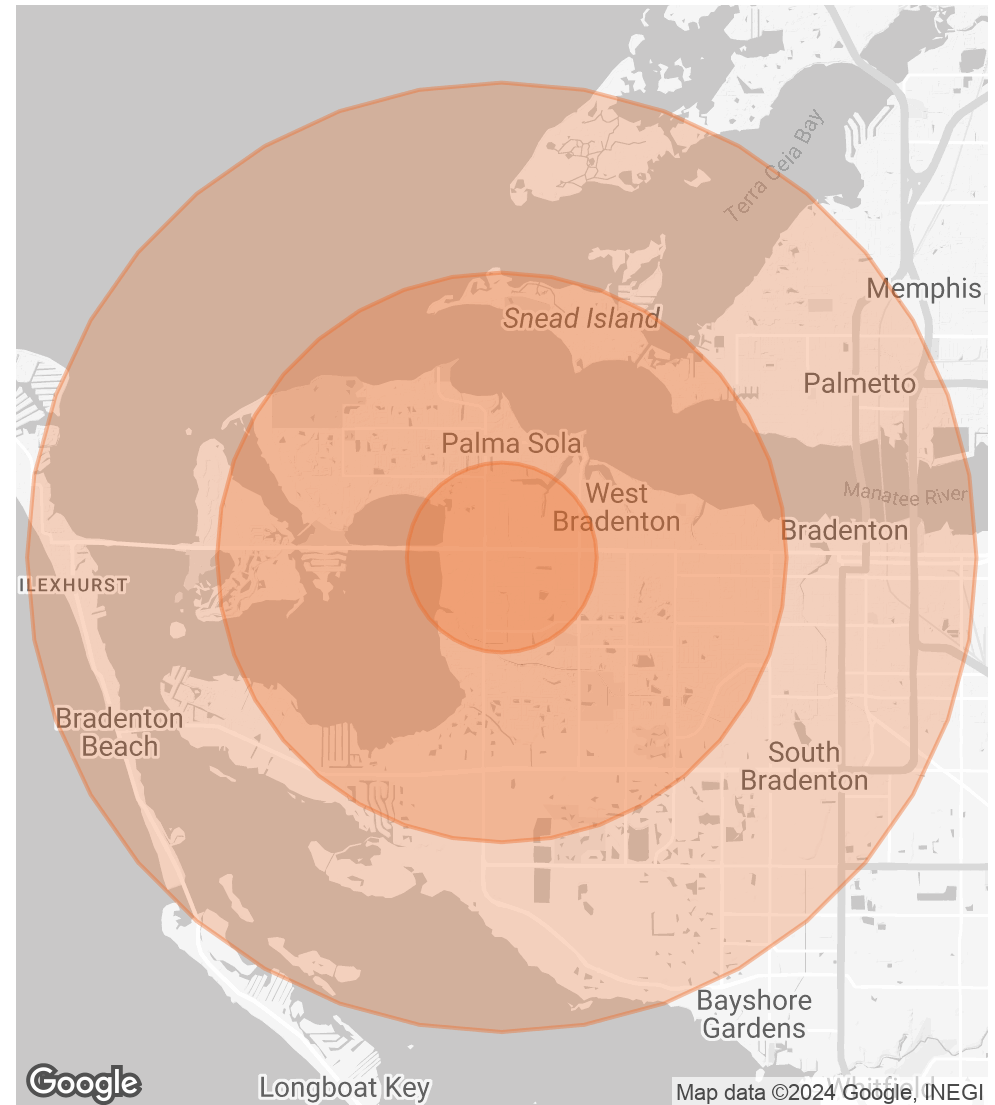 Terra Ceia Bay
Memphis
Snead Island
Palmetto
Palma Sola
West
Bradenton
Manatee River
Bradenton
ILEXHURST
Bradenton
Beach
South
Bradenton
Bayshore
Gardens
Google
Longboat Key
Whitfield
Map data ©2024 Google, INEGI